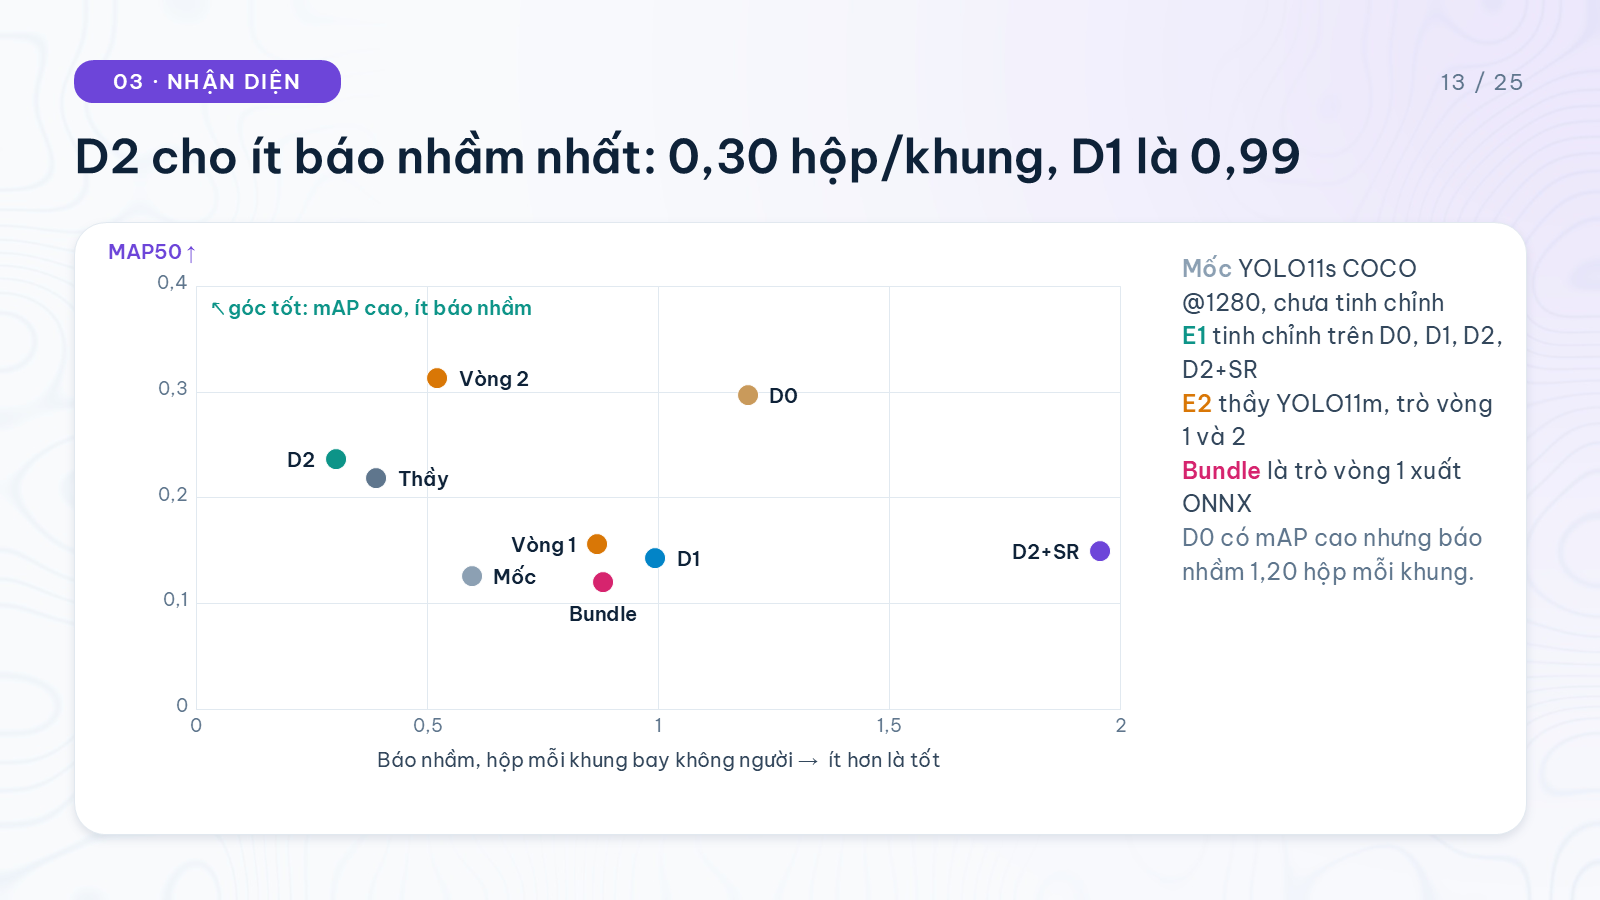 03 · NHẬN DIỆN
13 / 25
D2 cho ít báo nhầm nhất: 0,30 hộp/khung, D1 là 0,99
MAP50 ↑
0,4
↖ góc tốt: mAP cao, ít báo nhầm
0,3
Vòng 2
D0
D2
Thầy
0,2
Vòng 1
D1
D2+SR
Mốc
0,1
Bundle
0
0
0,5
1
1,5
2
Báo nhầm, hộp mỗi khung bay không người → ít hơn là tốt
Mốc YOLO11s COCO
@1280, chưa tinh chỉnh
E1 tinh chỉnh trên D0, D1, D2,
D2+SR
E2 thầy YOLO11m, trò vòng
1 và 2
Bundle là trò vòng 1 xuất
ONNX
D0 có mAP cao nhưng báo
nhầm 1,20 hộp mỗi khung.